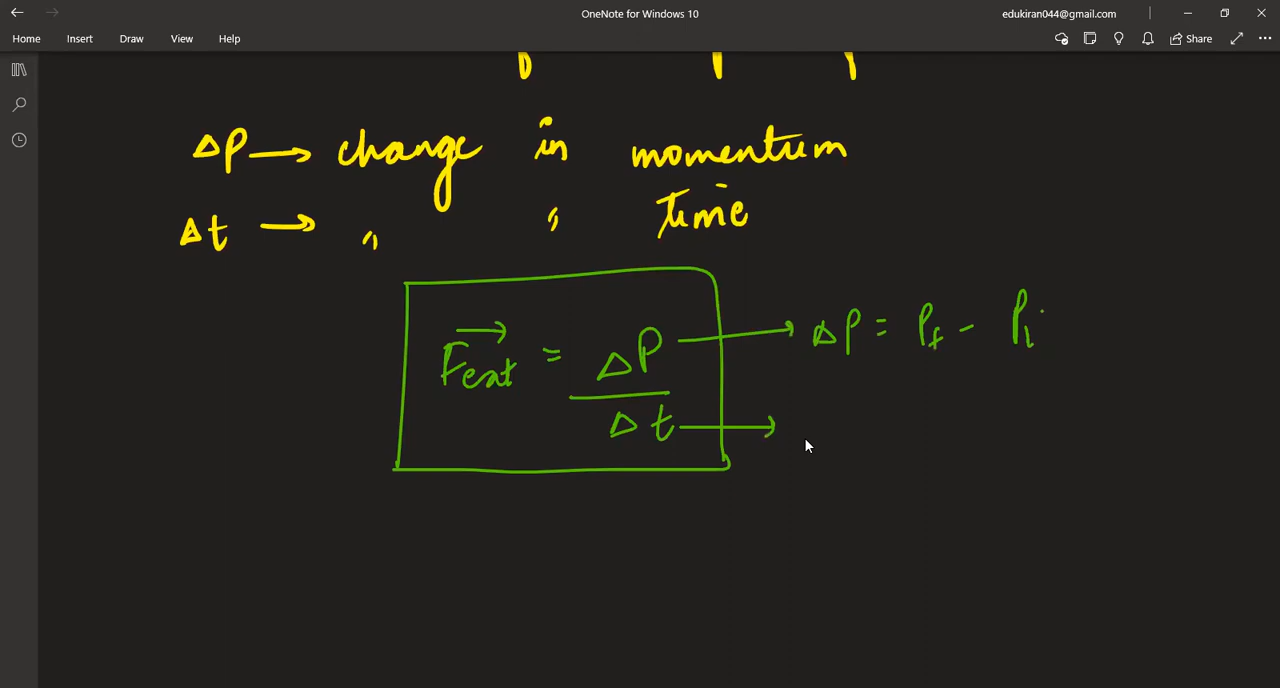 OneNote for Windows 10
edukiran044@gmail.com
Home Insert Draw View Help
Share
ΔP → change in momentum
Δt → " " time
F⃗ext = ΔP / Δt
→ ΔP = Pf - Pi
→